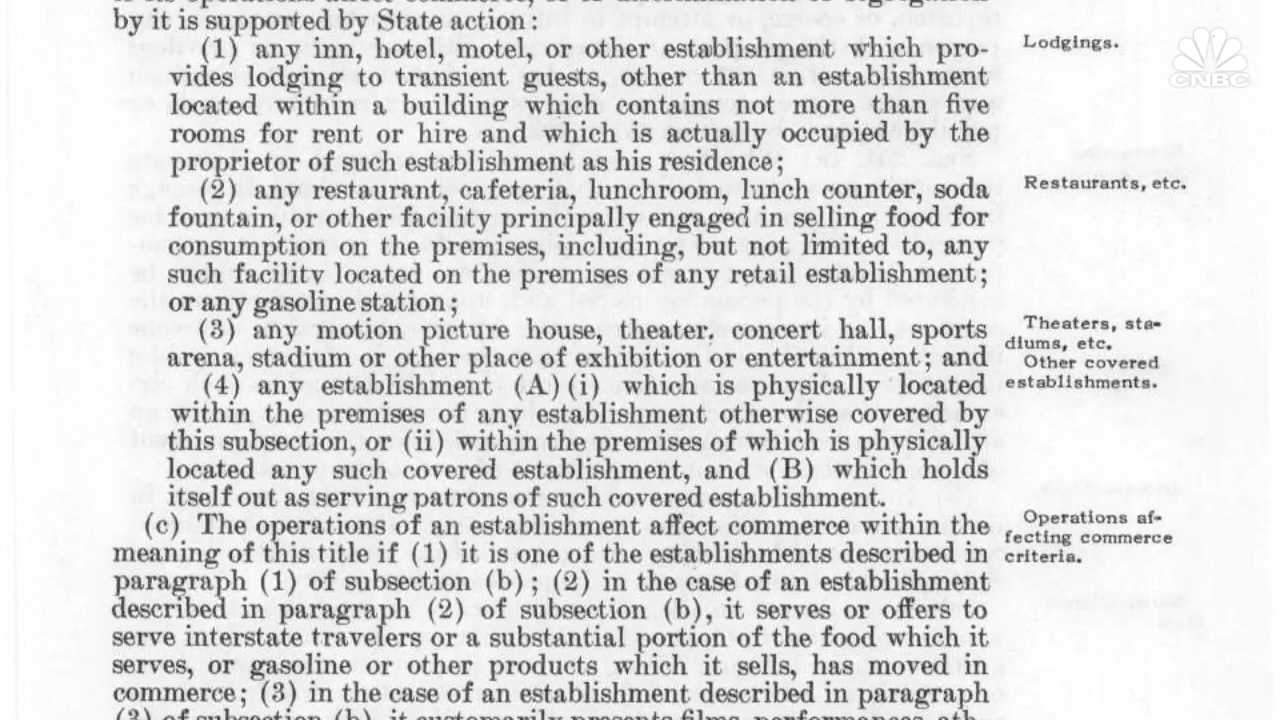 by it is supported by State action:
(1) any inn, hotel, motel, or other establishment which pro-
vides lodging to transient guests, other than an establishment
located within a building which contains not more than five
rooms for rent or hire and which is actually occupied by the
proprietor of such establishment as his residence;
(2) any restaurant, cafeteria, lunchroom, lunch counter, soda
fountain, or other facility principally engaged in selling food for
consumption on the premises, including, but not limited to, any
such facility located on the premises of any retail establishment;
or any gasoline station;
(3) any motion picture house, theater, concert hall, sports
arena, stadium or other place of exhibition or entertainment; and
(4) any establishment (A) (i) which is physically located
within the premises of any establishment otherwise covered by
this subsection, or (ii) within the premises of which is physically
located any such covered establishment, and (B) which holds
itself out as serving patrons of such covered establishment.
(c) The operations of an establishment affect commerce within the
meaning of this title if (1) it is one of the establishments described in
paragraph (1) of subsection (b); (2) in the case of an establishment
described in paragraph (2) of subsection (b), it serves or offers to
serve interstate travelers or a substantial portion of the food which it
serves, or gasoline or other products which it sells, has moved in
commerce; (3) in the case of an establishment described in paragraph
(3) of subsection (b), it customarily presents films, performances, ath-
Lodgings.
Restaurants, etc.
Theaters, sta-
diums, etc.
Other covered
establishments.
Operations af-
fecting commerce
criteria.
CNBC